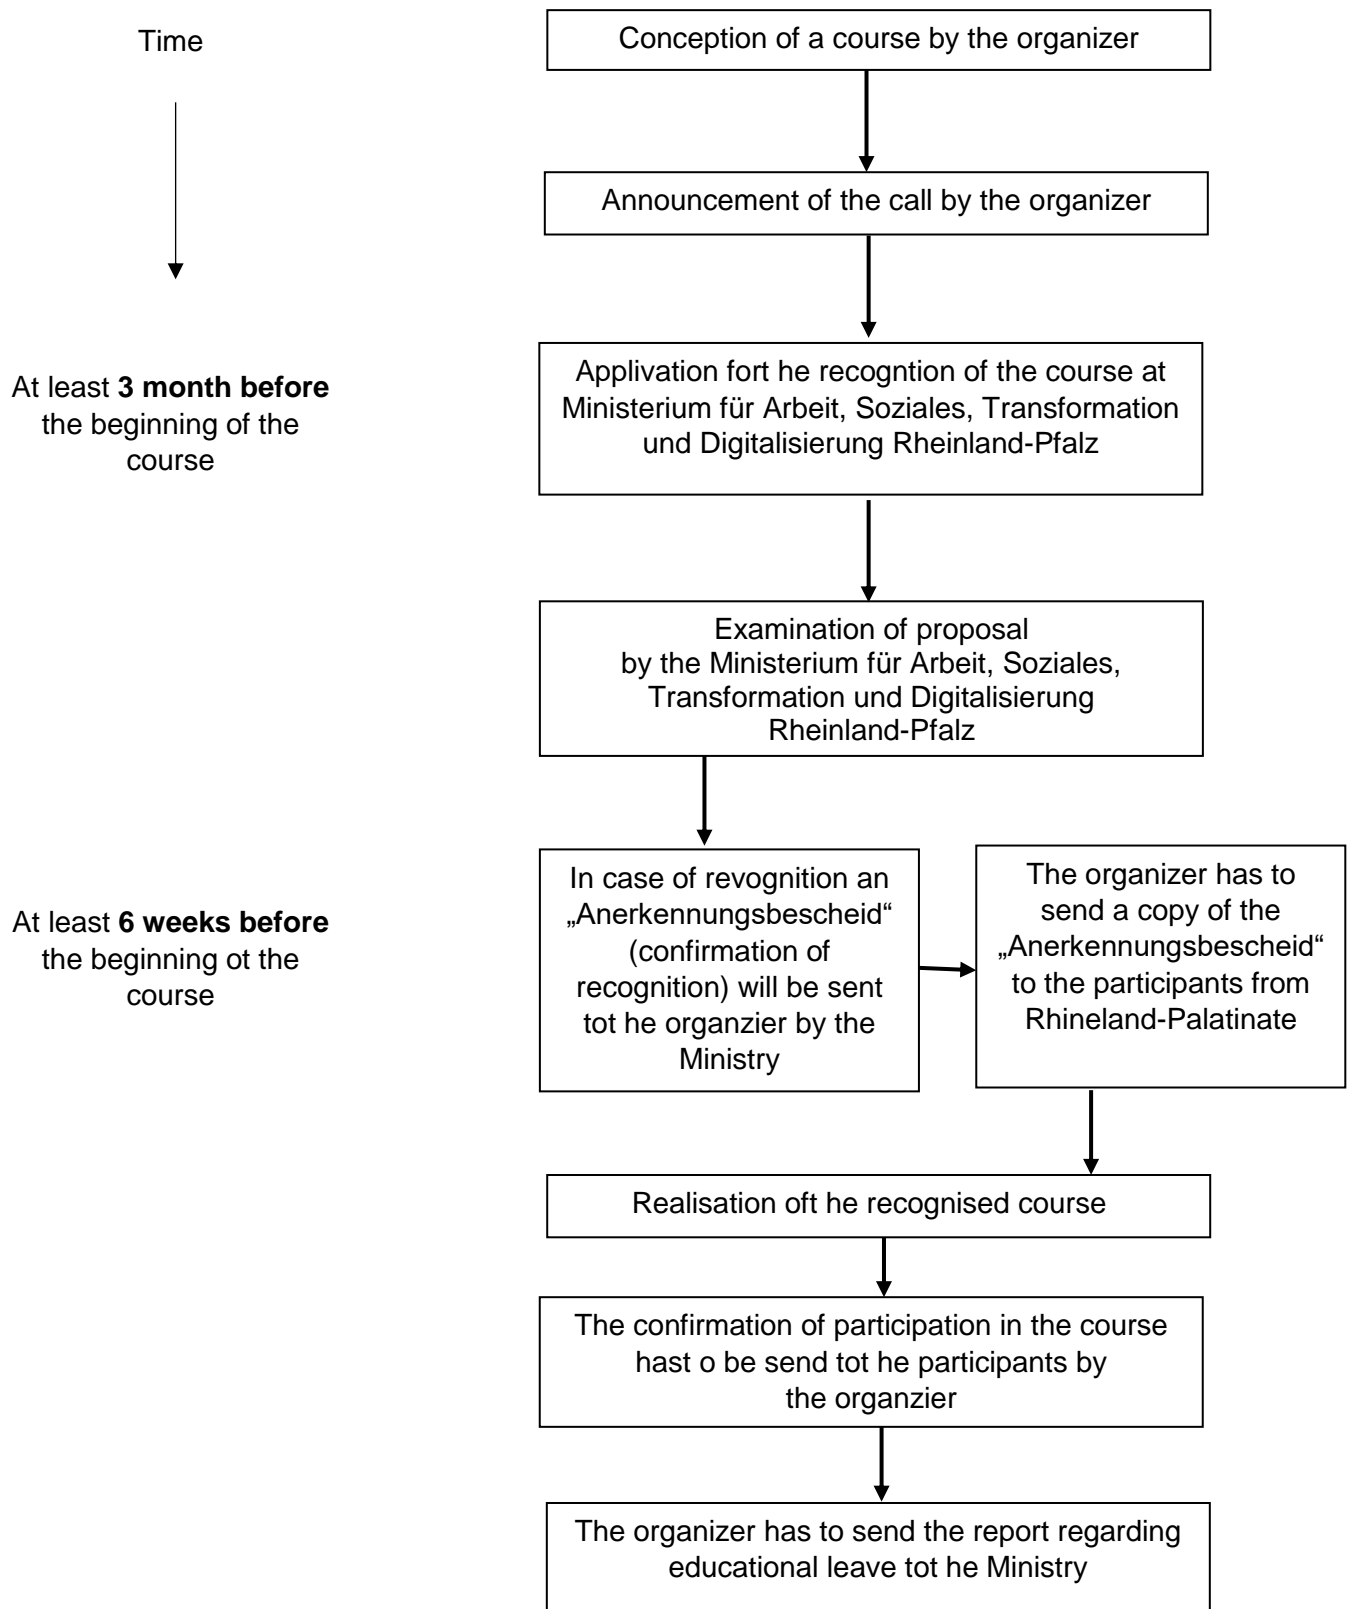 Time
Conception of a course by the organizer
Announcement of the call by the organizer
At least 3 month before
the beginning of the
course
Applivation fort he recogntion of the course at
Ministerium für Arbeit, Soziales, Transformation
und Digitalisierung Rheinland-Pfalz
Examination of proposal
by the Ministerium für Arbeit, Soziales,
Transformation und Digitalisierung
Rheinland-Pfalz
At least 6 weeks before
the beginning ot the
course
In case of revognition an
„Anerkennungsbescheid“
(confirmation of
recognition) will be sent
tot he organzier by the
Ministry
The organizer has to
send a copy of the
„Anerkennungsbescheid“
to the participants from
Rhineland-Palatinate
Realisation oft he recognised course
The confirmation of participation in the course
hast o be send tot he participants by
the organzier
The organizer has to send the report regarding
educational leave tot he Ministry